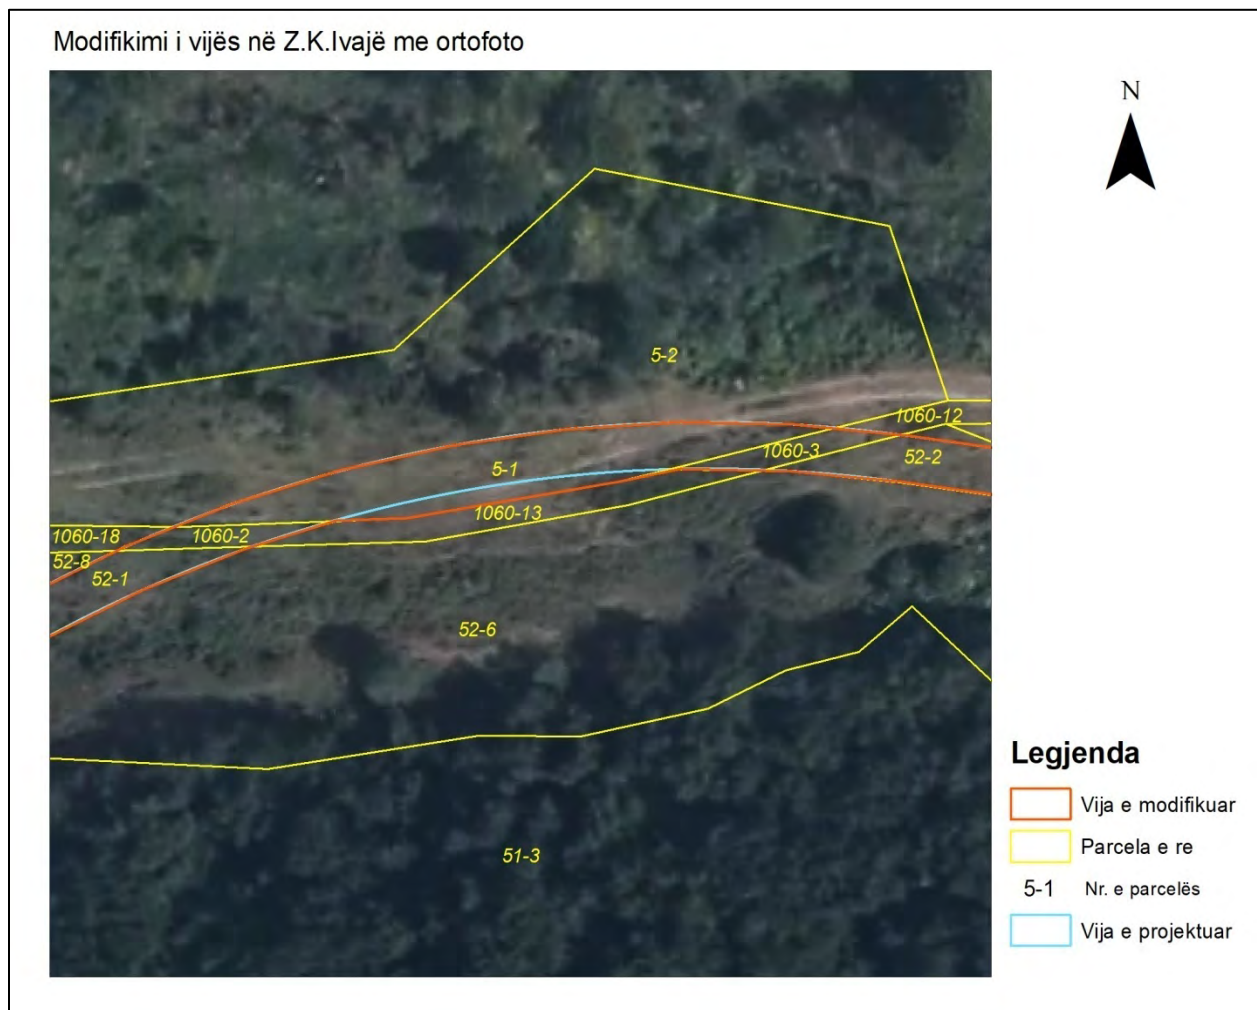 Modifikimi i vijës në Z.K.Ivajë me ortofoto
N
5-2
1060-12
1060-3
52-2
5-1
1060-13
1060-18
1060-2
52-8
52-1
52-6
51-3
Legjenda
Vija e modifikuar
Parcela e re
5-1 Nr. e parcelës
Vija e projektuar